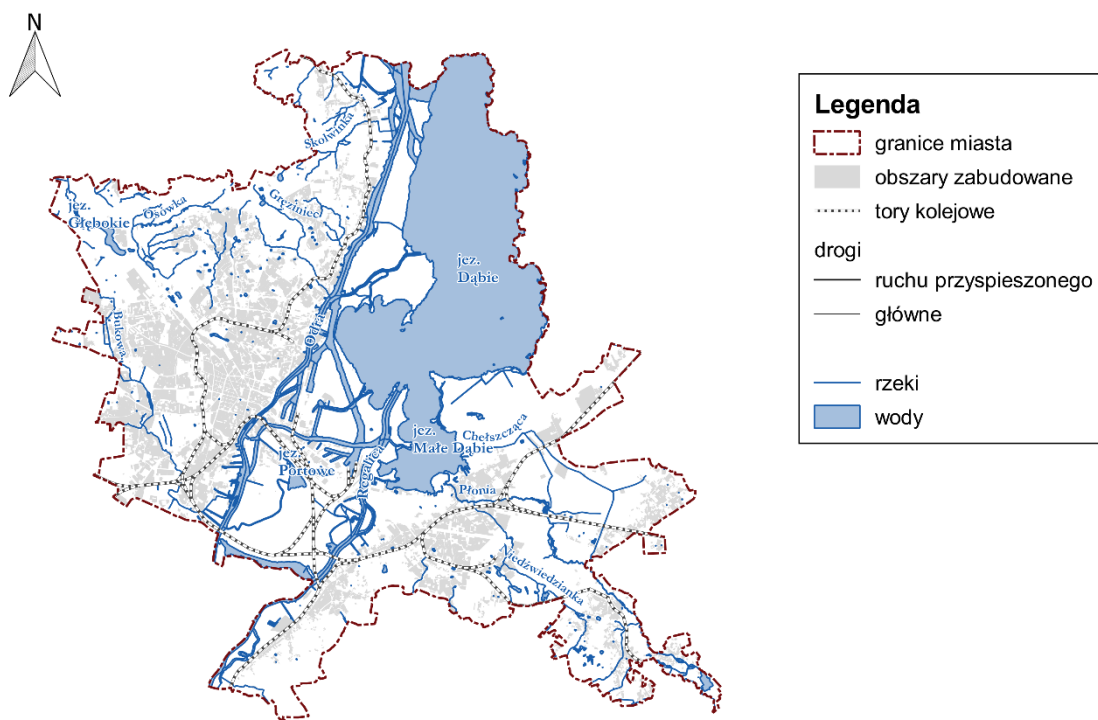 N
Skolwinka
jez.
Głębokie
Osówka
Gręziniec
jez.
Dąbie
Bukowa
Odra
jez.
Małe Dąbie
Chełszcząca
jez.
Portowe
Regalica
Płonia
Niedźwiedzianka
Legenda
granice miasta
obszary zabudowane
tory kolejowe
drogi
ruchu przyspieszonego
główne
rzeki
wody